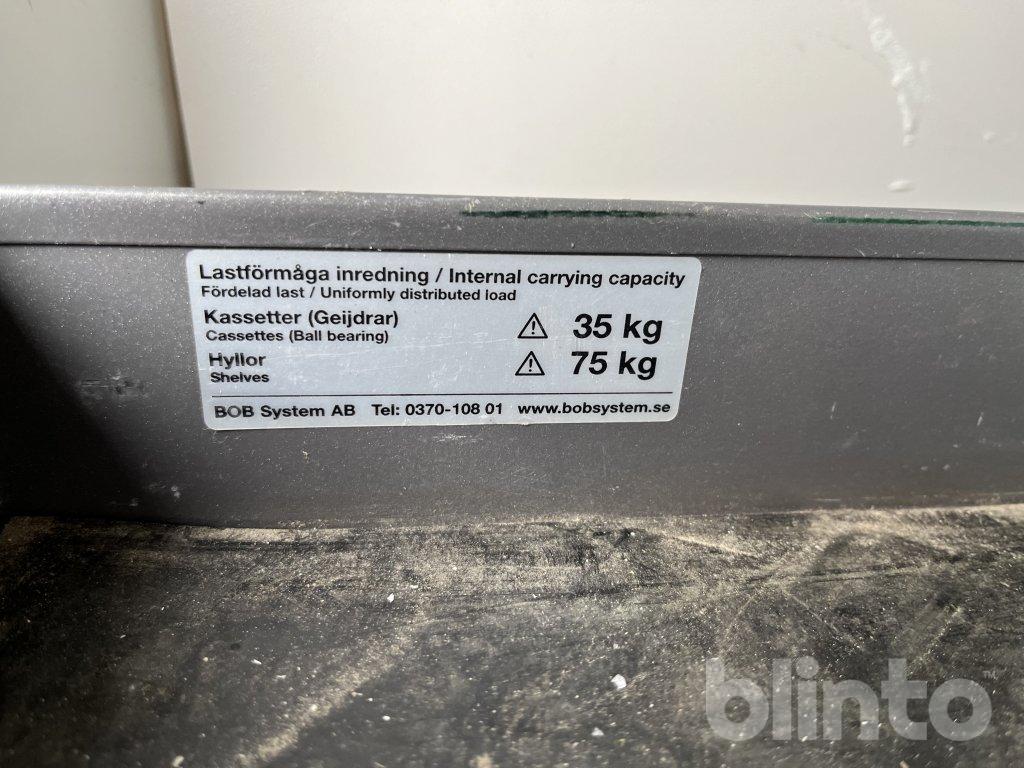 Lastförmåga inredning / Internal carrying capacity
Fördelad last / Uniformly distributed load
Kassetter (Geijdrar) ⚠ 35 kg
Cassettes (Ball bearing)
Hyllor ⚠ 75 kg
Shelves
BOB System AB Tel: 0370-108 01 www.bobsystem.se
blinto™